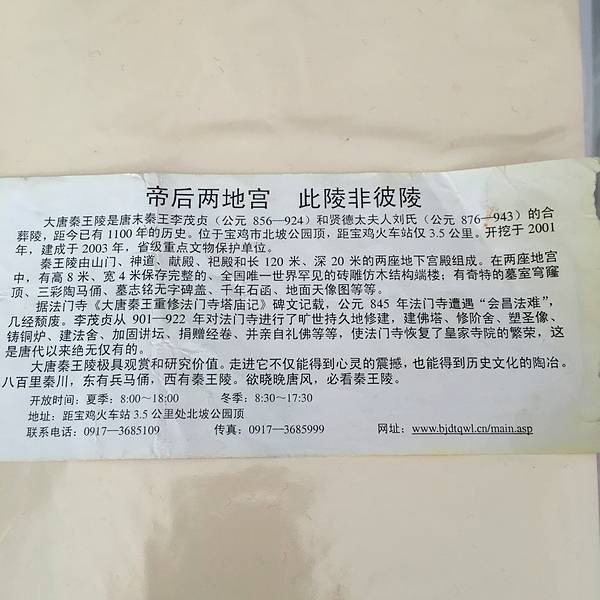 帝后两地宫 此陵非彼陵
大唐秦王陵是唐末秦王李茂贞（公元 856—924）和贤德太夫人刘氏（公元 876—943）的合
葬陵，距今已有 1100 年的历史。位于宝鸡市北坡公园顶，距宝鸡火车站仅 3.5 公里。开挖于 2001
年，建成于 2003 年，省级重点文物保护单位。
秦王陵由山门、神道、献殿、祀殿和长 120 米、深 20 米的两座地下宫殿组成。在两座地宫
中，有高 8 米、宽 4 米保存完整的、全国唯一世界罕见的砖雕仿木结构端楼；有奇特的墓室穹窿
顶、三彩陶马俑、墓志铭无字碑盖、千年石函、地面天像图等等。
据法门寺《大唐秦王重修法门寺塔庙记》碑文记载，公元 845 年法门寺遭遇“会昌法难”，
几经颓废。李茂贞从 901—922 年对法门寺进行了旷世持久地修建，建佛塔、修阶舍、塑圣像、
铸铜炉、建法舍、加固讲坛、捐赠经卷、并亲自礼佛等等，使法门寺恢复了皇家寺院的繁荣，这
是唐代以来绝无仅有的。
大唐秦王陵极具观赏和研究价值。走进它不仅能得到心灵的震撼，也能得到历史文化的陶冶。
八百里秦川，东有兵马俑，西有秦王陵。欲晓晚唐风，必看秦王陵。
开放时间：夏季：8:00～18:00 冬季：8:30～17:30
地址：距宝鸡火车站 3.5 公里处北坡公园顶
联系电话：0917—3685109 传真：0917—3685999 网址：www.bjdtqwl.cn/main.asp